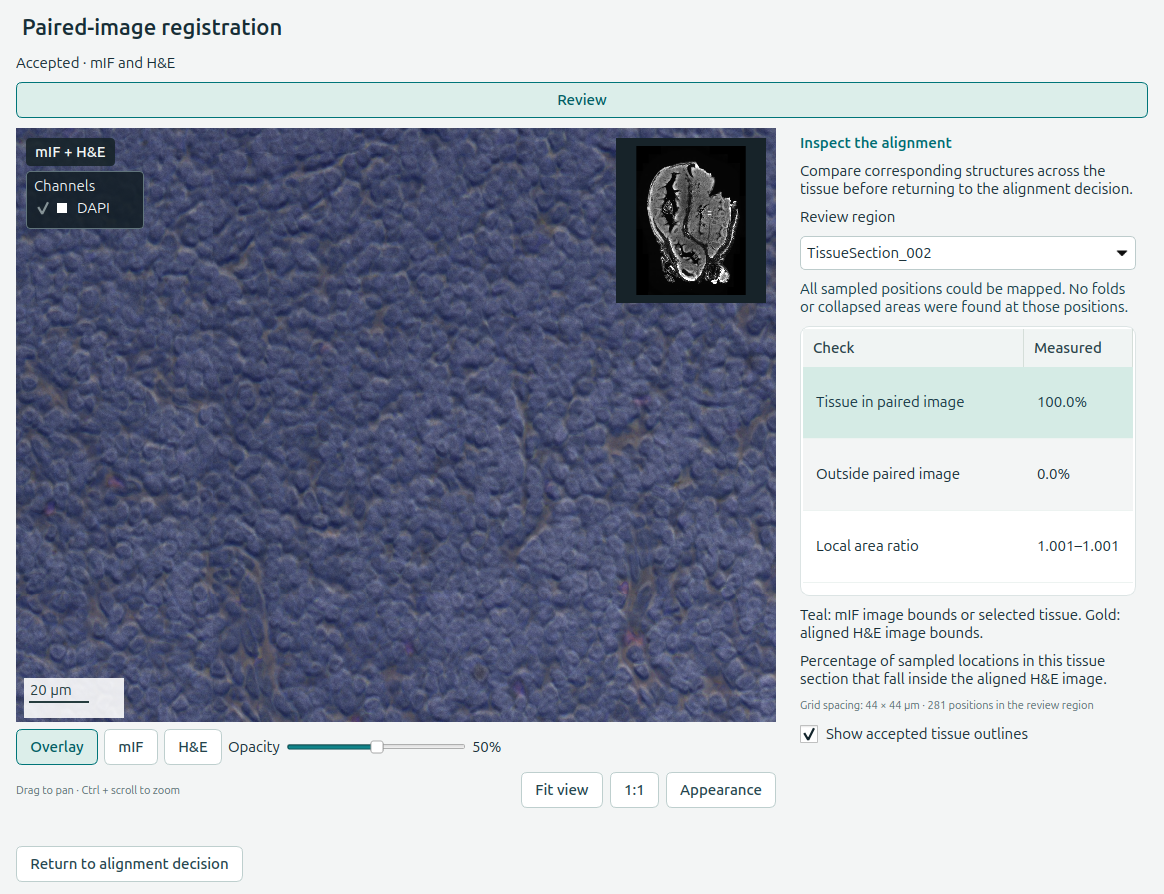 Paired-image registration
Accepted · mIF and H&E
Review
mIF + H&E
Channels
DAPI
20 µm
Overlay
mIF
H&E
Opacity
50%
Drag to pan · Ctrl + scroll to zoom
Fit view
1:1
Appearance
Return to alignment decision
Inspect the alignment
Compare corresponding structures across the
tissue before returning to the alignment decision.
Review region
TissueSection_002
All sampled positions could be mapped. No folds
or collapsed areas were found at those positions.
Check Measured
Tissue in paired image 100.0%
Outside paired image 0.0%
Local area ratio 1.001–1.001
Teal: mIF image bounds or selected tissue. Gold:
aligned H&E image bounds.
Percentage of sampled locations in this tissue
section that fall inside the aligned H&E image.
Grid spacing: 44 × 44 µm · 281 positions in the review region
Show accepted tissue outlines